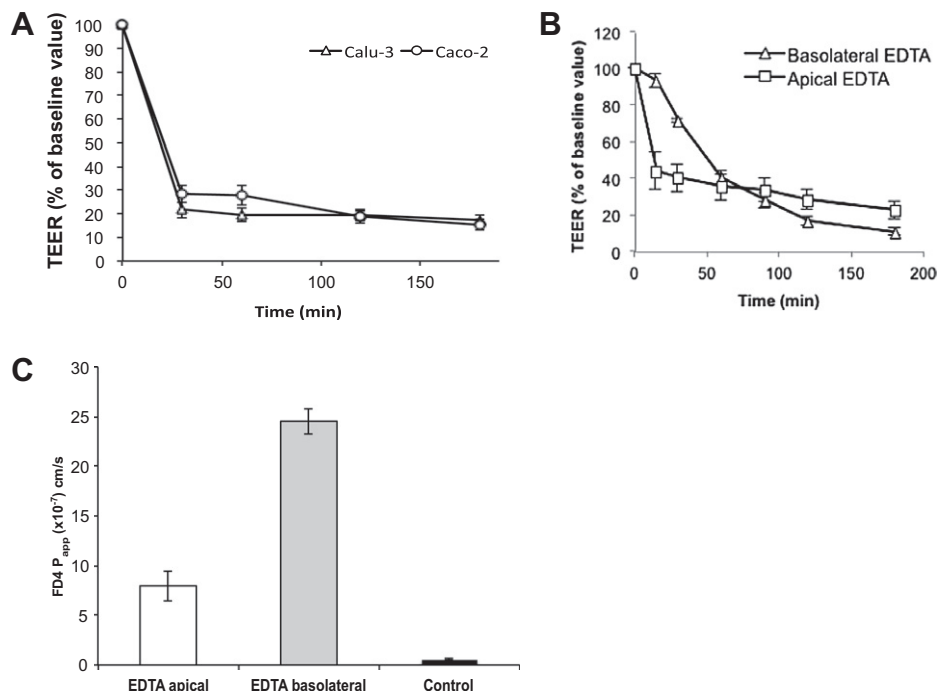 A
TEER (% of baseline value)
100
90
80
70
60
50
40
30
20
10
0
Calu-3
Caco-2
0
50
100
150
Time (min)
B
TEER (% of baseline value)
120
100
80
60
40
20
0
Basolateral EDTA
Apical EDTA
0
50
100
150
200
Time (min)
C
FD4 Papp (x10-7) cm/s
30
25
20
15
10
5
0
EDTA apical
EDTA basolateral
Control